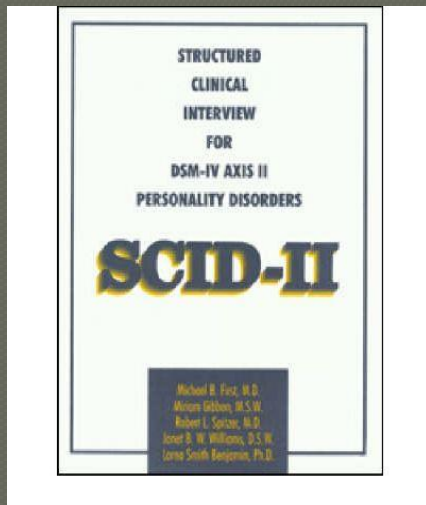 STRUCTURED
CLINICAL
INTERVIEW
FOR
DSM-IV AXIS II
PERSONALITY DISORDERS
SCID-II
Michael B. First, M.D.
Miriam Gibbon, M.S.W.
Robert L. Spitzer, M.D.
Janet B. W. Williams, D.S.W.
Lorna Smith Benjamin, Ph.D.